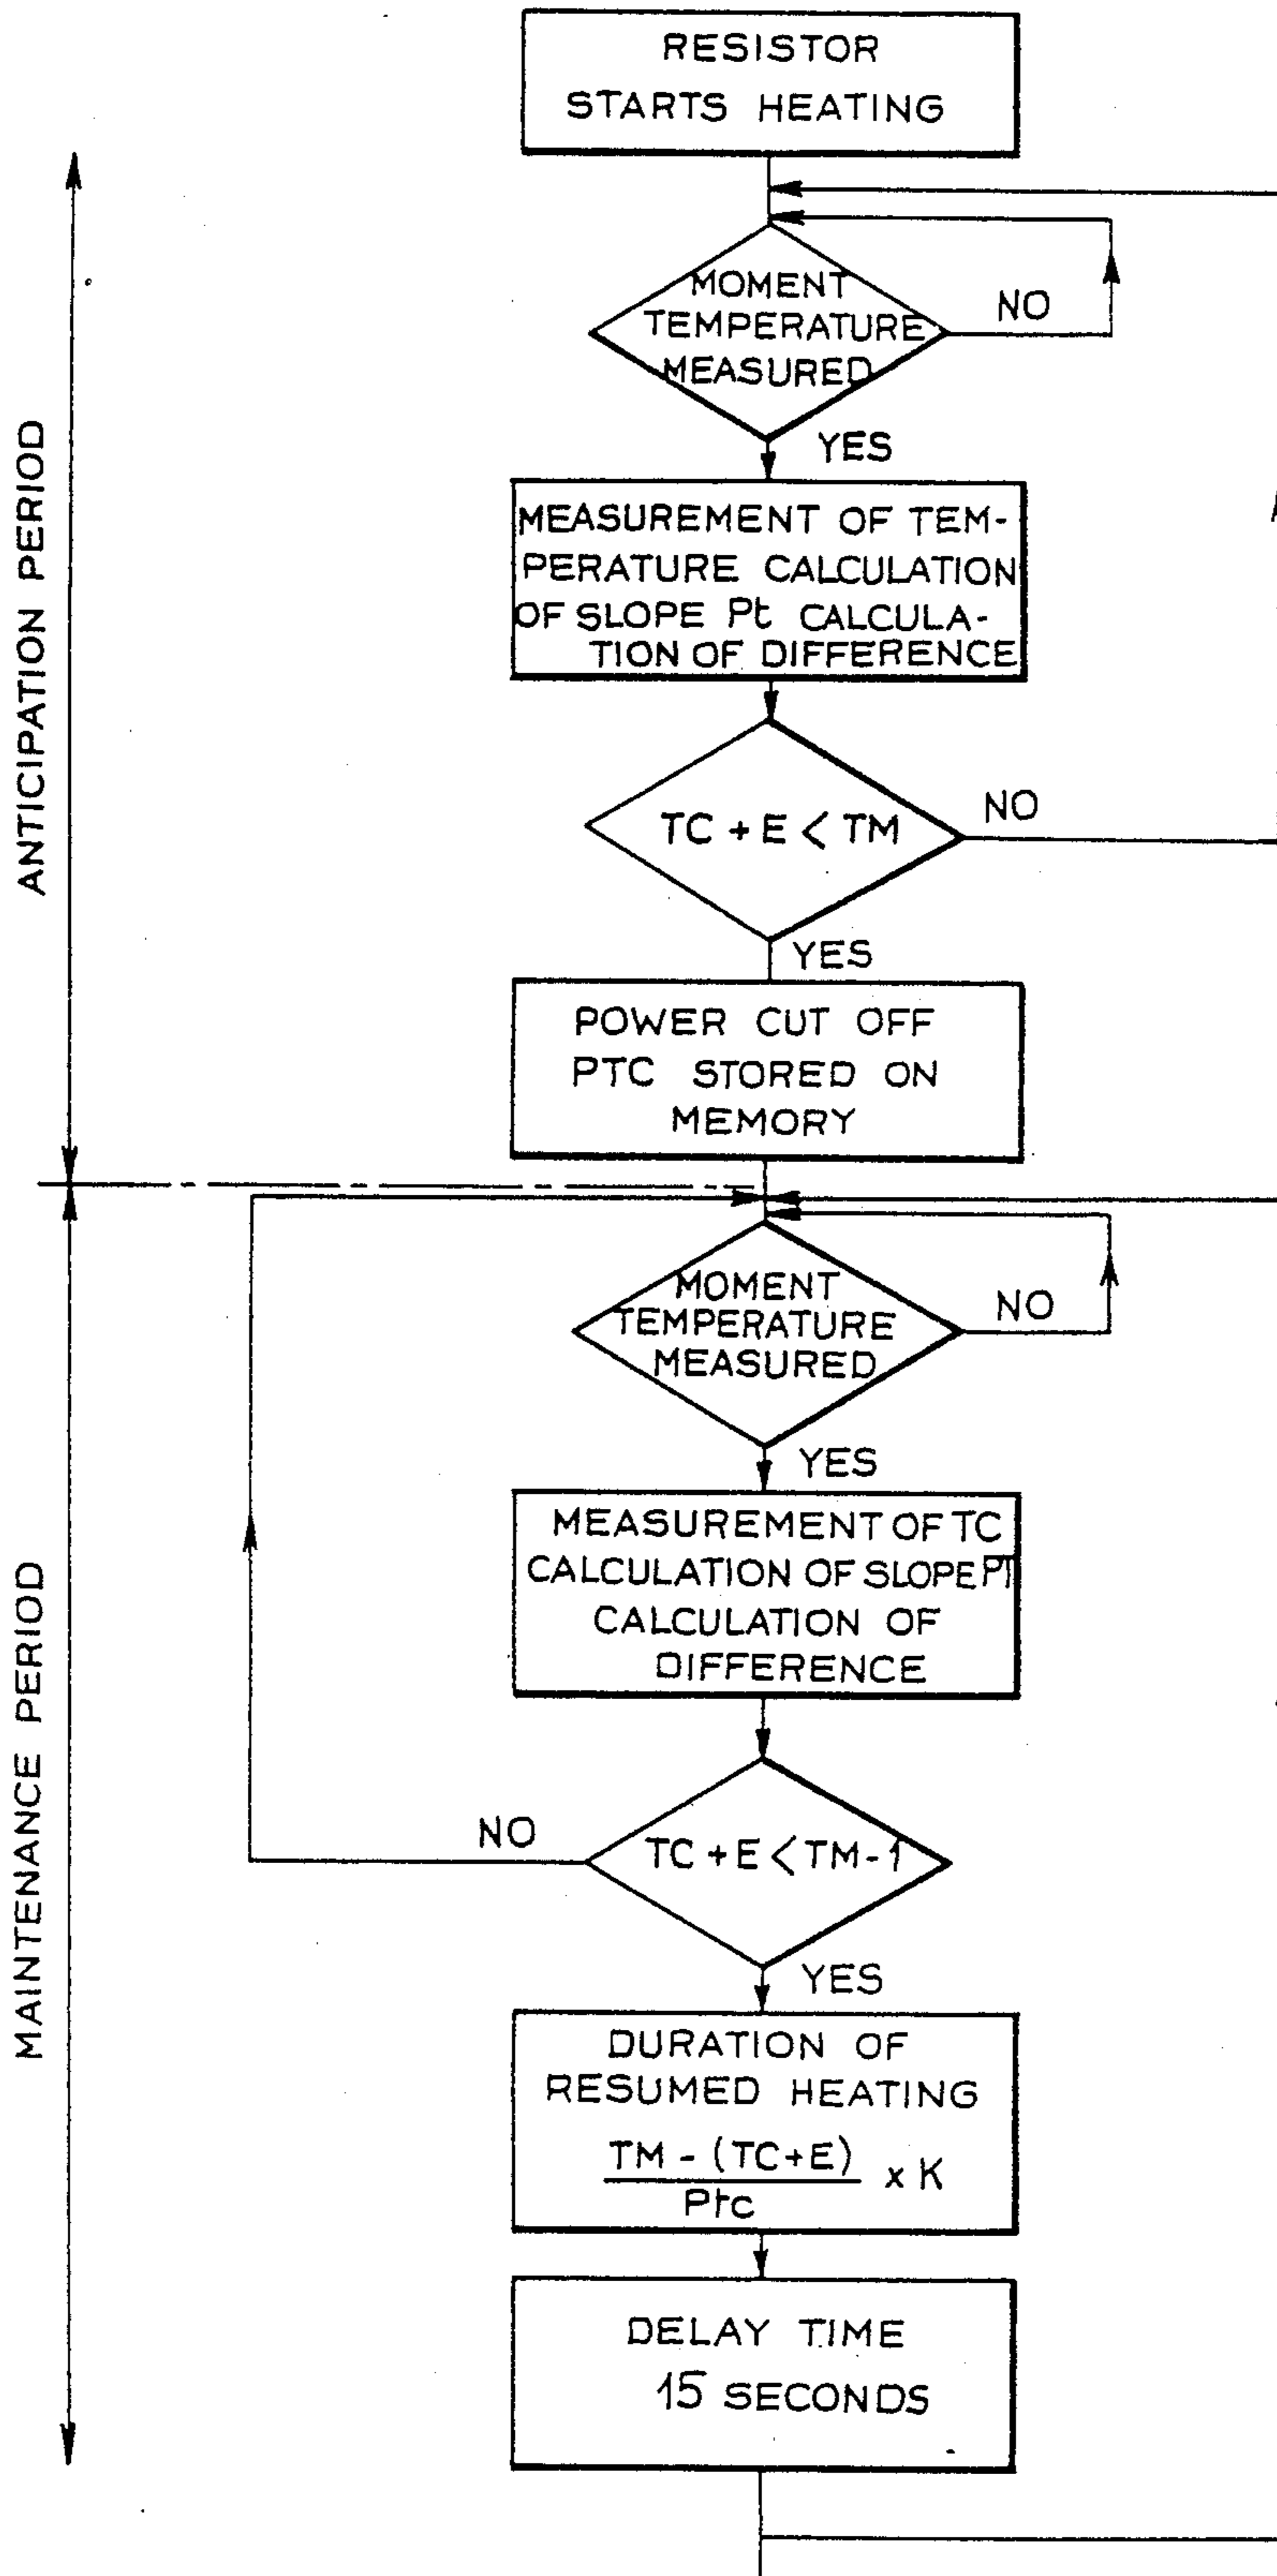 RESISTOR
STARTS HEATING
MOMENT
TEMPERATURE
MEASURED
NO
YES
MEASUREMENT OF TEM-
PERATURE CALCULATION
OF SLOPE Pt CALCULA-
TION OF DIFFERENCE
TC + E < TM
NO
YES
POWER CUT OFF
PTC STORED ON
MEMORY
ANTICIPATION PERIOD
MOMENT
TEMPERATURE
MEASURED
NO
YES
MEASUREMENT OF TC
CALCULATION OF SLOPE PT
CALCULATION OF
DIFFERENCE
NO
TC + E < TM-1
YES
DURATION OF
RESUMED HEATING
TM - (TC+E)
Ptc
x K
DELAY TIME
15 SECONDS
MAINTENANCE PERIOD